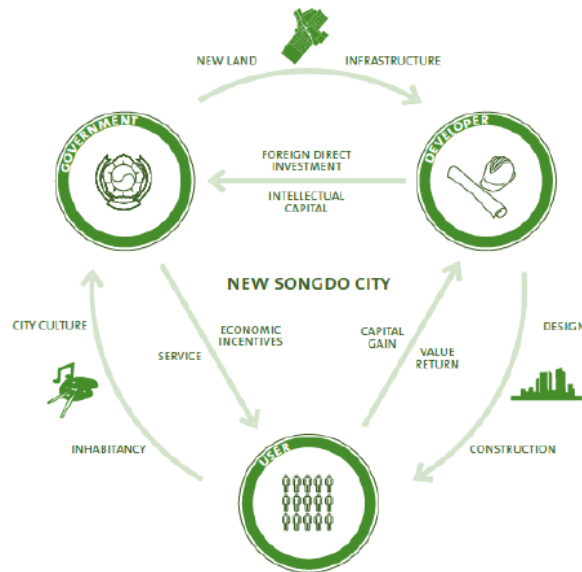 NEW LAND
INFRASTRUCTURE
GOVERNMENT
DEVELOPER
FOREIGN DIRECT
INVESTMENT
INTELLECTUAL
CAPITAL
NEW SONGDO CITY
CITY CULTURE
ECONOMIC
INCENTIVES
SERVICE
CAPITAL
GAIN
VALUE
RETURN
DESIGN
INHABITANCY
CONSTRUCTION
USER